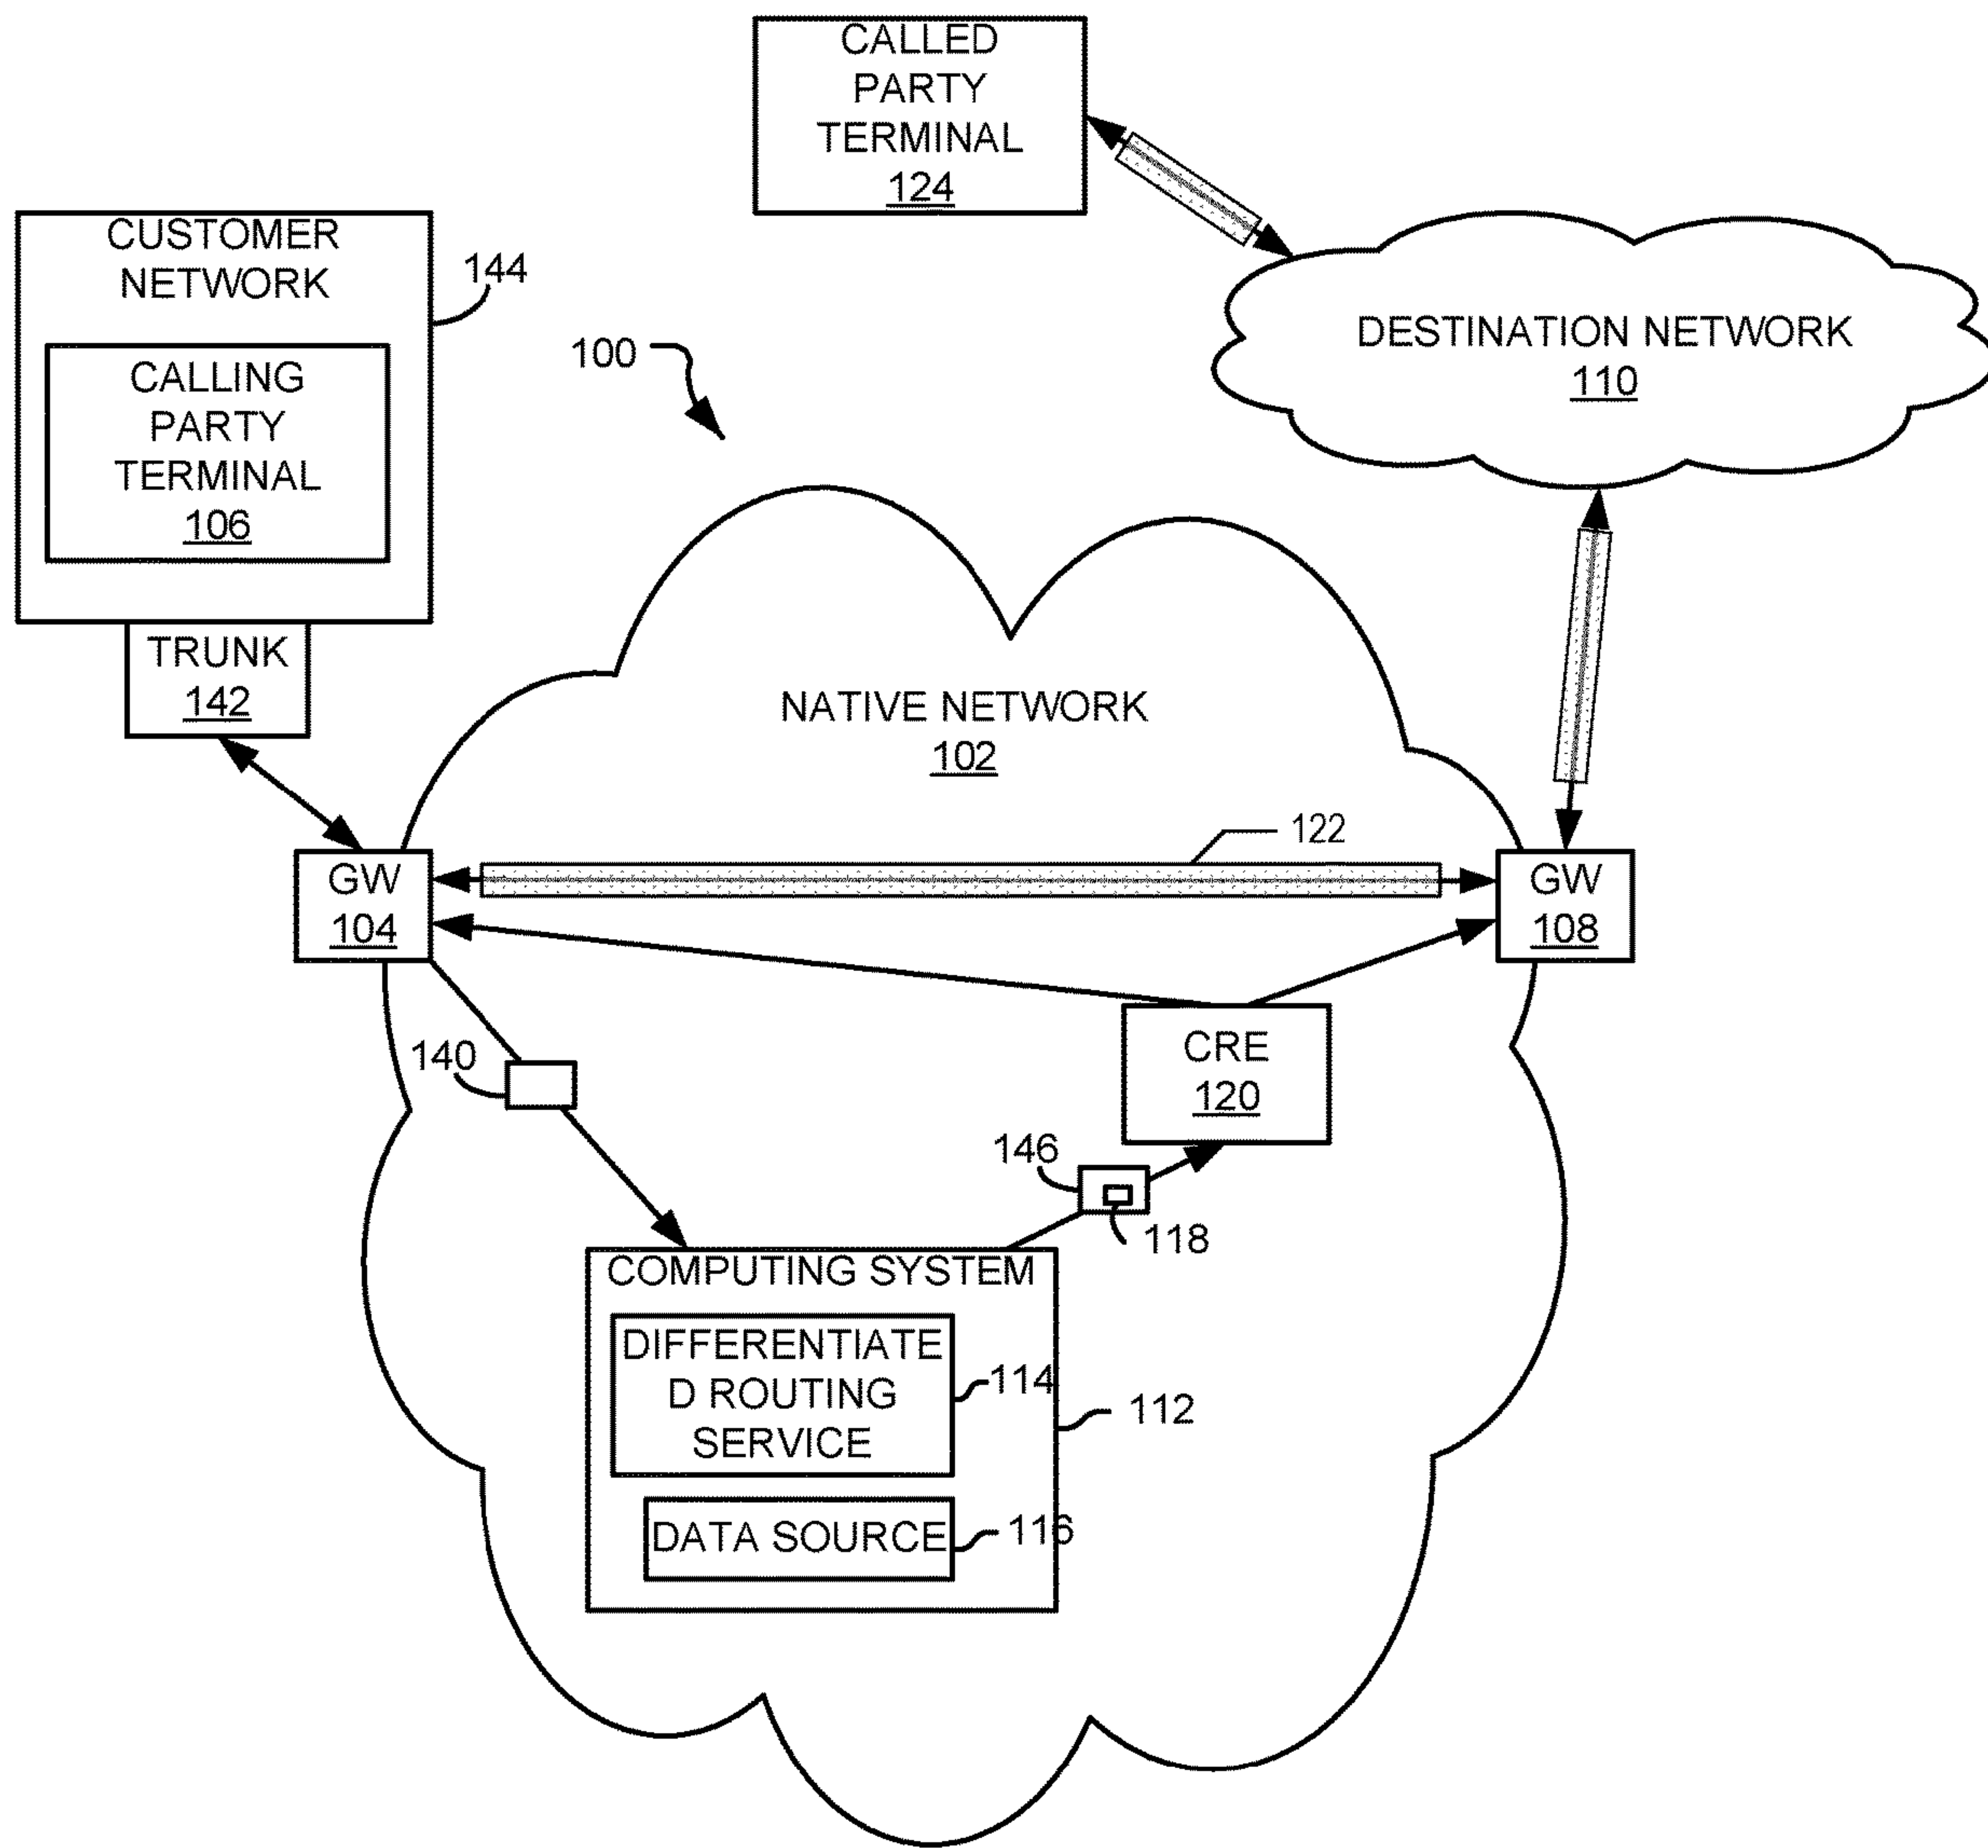 CALLED
PARTY
TERMINAL
124
CUSTOMER
NETWORK
144
CALLING
PARTY
TERMINAL
106
100
DESTINATION NETWORK
110
TRUNK
142
NATIVE NETWORK
102
122
GW
104
GW
108
140
CRE
120
146
118
COMPUTING SYSTEM
DIFFERENTIATE
D ROUTING
SERVICE
114
112
DATA SOURCE
116